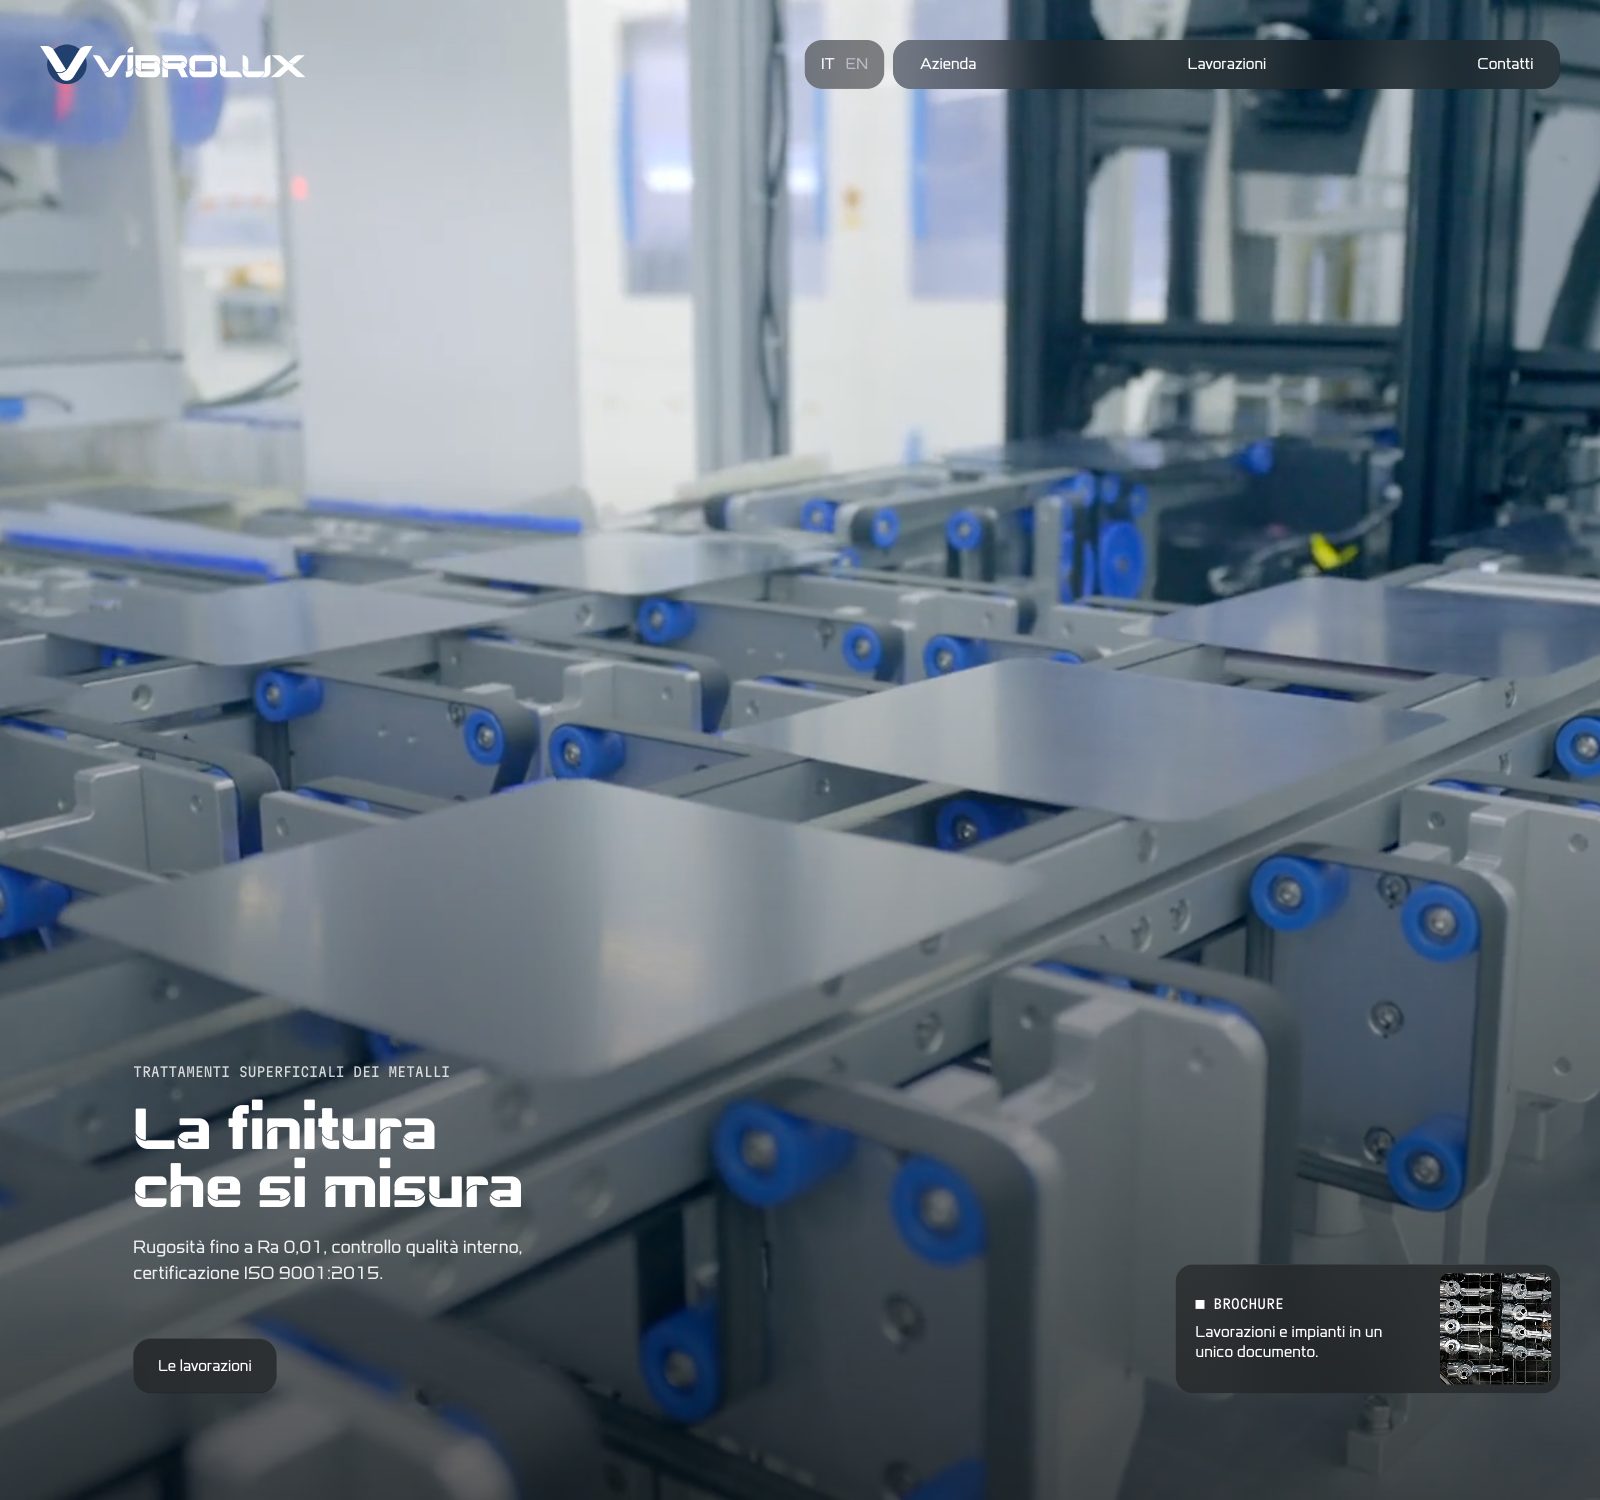 VIBROLUX
IT EN
Azienda
Lavorazioni
Contatti
TRATTAMENTI SUPERFICIALI DEI METALLI
La finitura
che si misura
Rugosità fino a Ra 0,01, controllo qualità interno,
certificazione ISO 9001:2015.
Le lavorazioni
BROCHURE
Lavorazioni e impianti in un
unico documento.